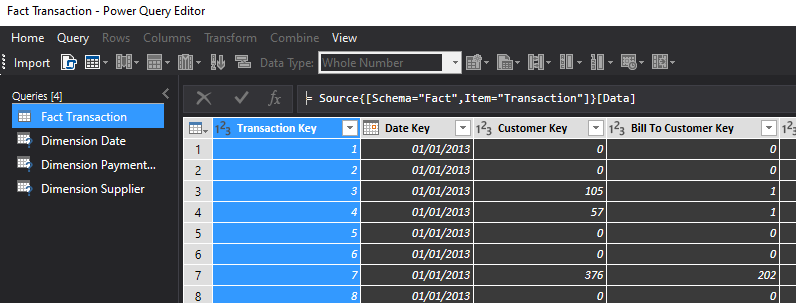 Fact Transaction - Power Query Editor
Home Query Rows Columns Transform Combine View
Import Data Type: Whole Number
Queries [4]
fx = Source{[Schema="Fact",Item="Transaction"]}[Data]
Fact Transaction
Dimension Date
Dimension Payment...
Dimension Supplier
1²3 Transaction Key Date Key 1²3 Customer Key 1²3 Bill To Customer Key
1 1 01/01/2013 0 0
2 2 01/01/2013 0 0
3 3 01/01/2013 105 1
4 4 01/01/2013 57 1
5 5 01/01/2013 0 0
6 6 01/01/2013 0 0
7 7 01/01/2013 376 202
8 8 01/01/2013 0 0